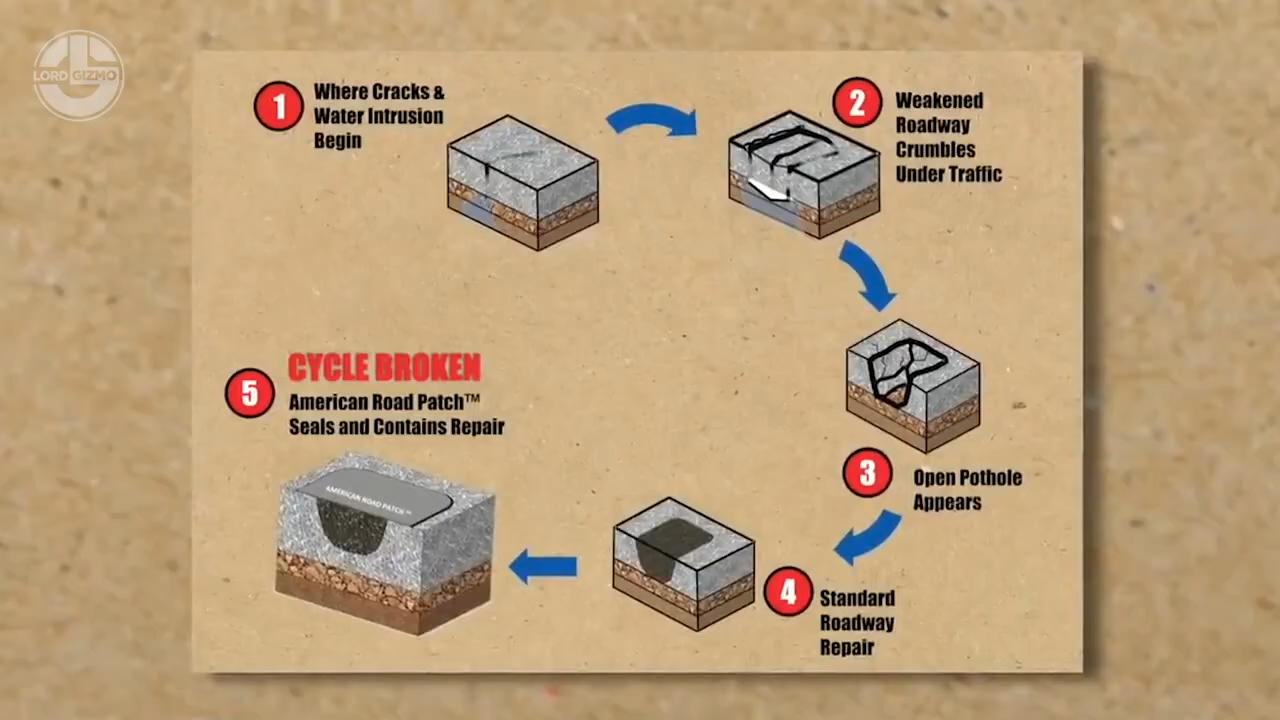 LORD GIZMO
1
Where Cracks &
Water Intrusion
Begin
2
Weakened
Roadway
Crumbles
Under Traffic
3
Open Pothole
Appears
4
Standard
Roadway
Repair
5
CYCLE BROKEN
American Road Patch™
Seals and Contains Repair
AMERICAN ROAD PATCH™